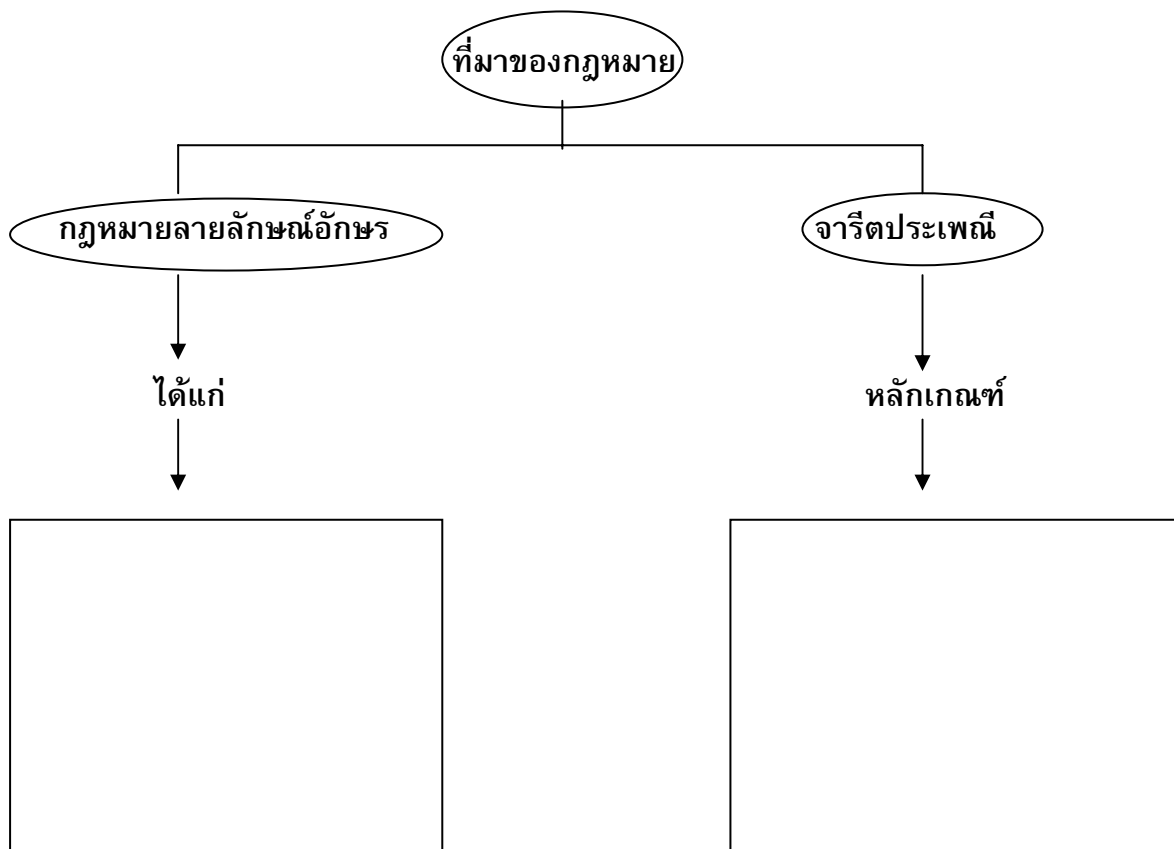 ที่มาของกฎหมาย
กฎหมายลายลักษณ์อักษร
จารีตประเพณี
ได้แก่
หลักเกณฑ์